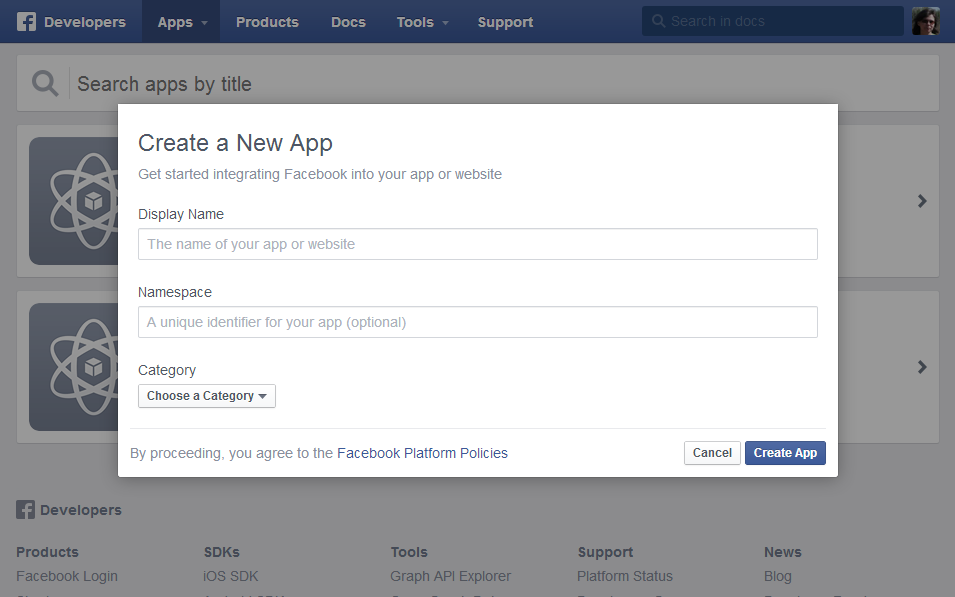 Developers Apps Products Docs Tools Support Search in docs
Search apps by title
Create a New App
Get started integrating Facebook into your app or website
Display Name
The name of your app or website
Namespace
A unique identifier for your app (optional)
Category
Choose a Category
By proceeding, you agree to the Facebook Platform Policies Cancel Create App
Developers
Products SDKs Tools Support News
Facebook Login iOS SDK Graph API Explorer Platform Status Blog